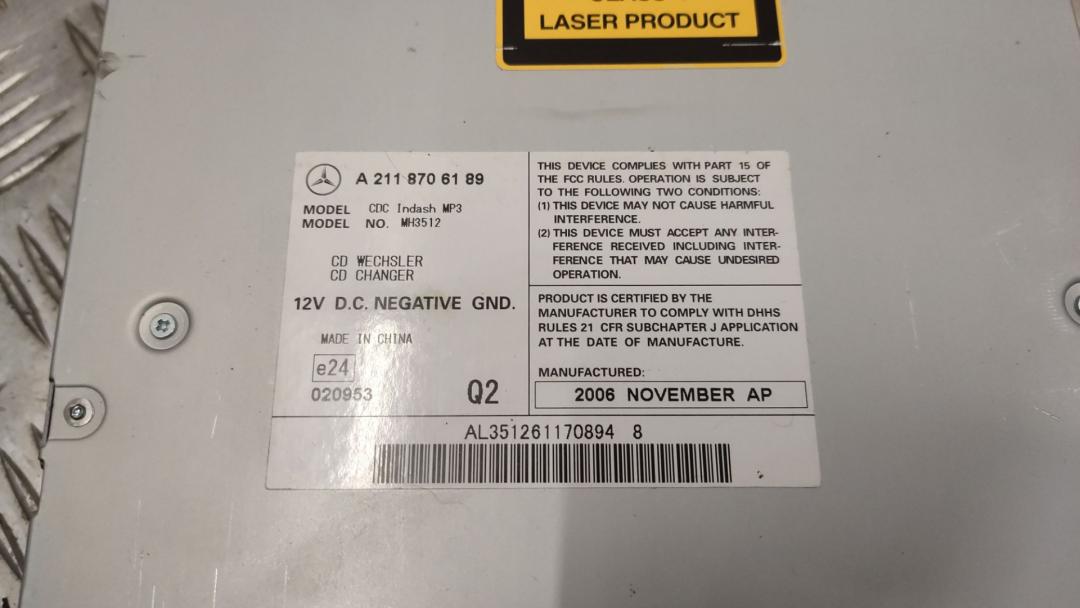 LASER PRODUCT
A 211 870 61 89
MODEL CDC Indash MP3
MODEL NO. MH3512
CD WECHSLER
CD CHANGER
12V D.C. NEGATIVE GND.
MADE IN CHINA
e24
020953
Q2
THIS DEVICE COMPLIES WITH PART 15 OF
THE FCC RULES. OPERATION IS SUBJECT
TO THE FOLLOWING TWO CONDITIONS:
(1) THIS DEVICE MAY NOT CAUSE HARMFUL
INTERFERENCE.
(2) THIS DEVICE MUST ACCEPT ANY INTER-
FERENCE RECEIVED INCLUDING INTER-
FERENCE THAT MAY CAUSE UNDESIRED
OPERATION.
PRODUCT IS CERTIFIED BY THE
MANUFACTURER TO COMPLY WITH DHHS
RULES 21 CFR SUBCHAPTER J APPLICATION
AT THE DATE OF MANUFACTURE.
MANUFACTURED:
2006 NOVEMBER AP
AL351261170894 8